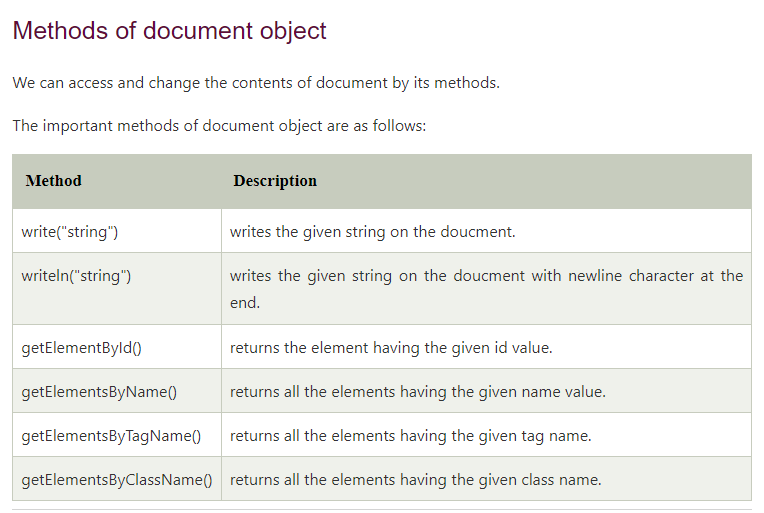 Methods of document object
We can access and change the contents of document by its methods.
The important methods of document object are as follows:
Method Description
write("string") writes the given string on the doucment.
writeln("string") writes the given string on the doucment with newline character at the
end.
getElementById() returns the element having the given id value.
getElementsByName() returns all the elements having the given name value.
getElementsByTagName() returns all the elements having the given tag name.
getElementsByClassName() returns all the elements having the given class name.